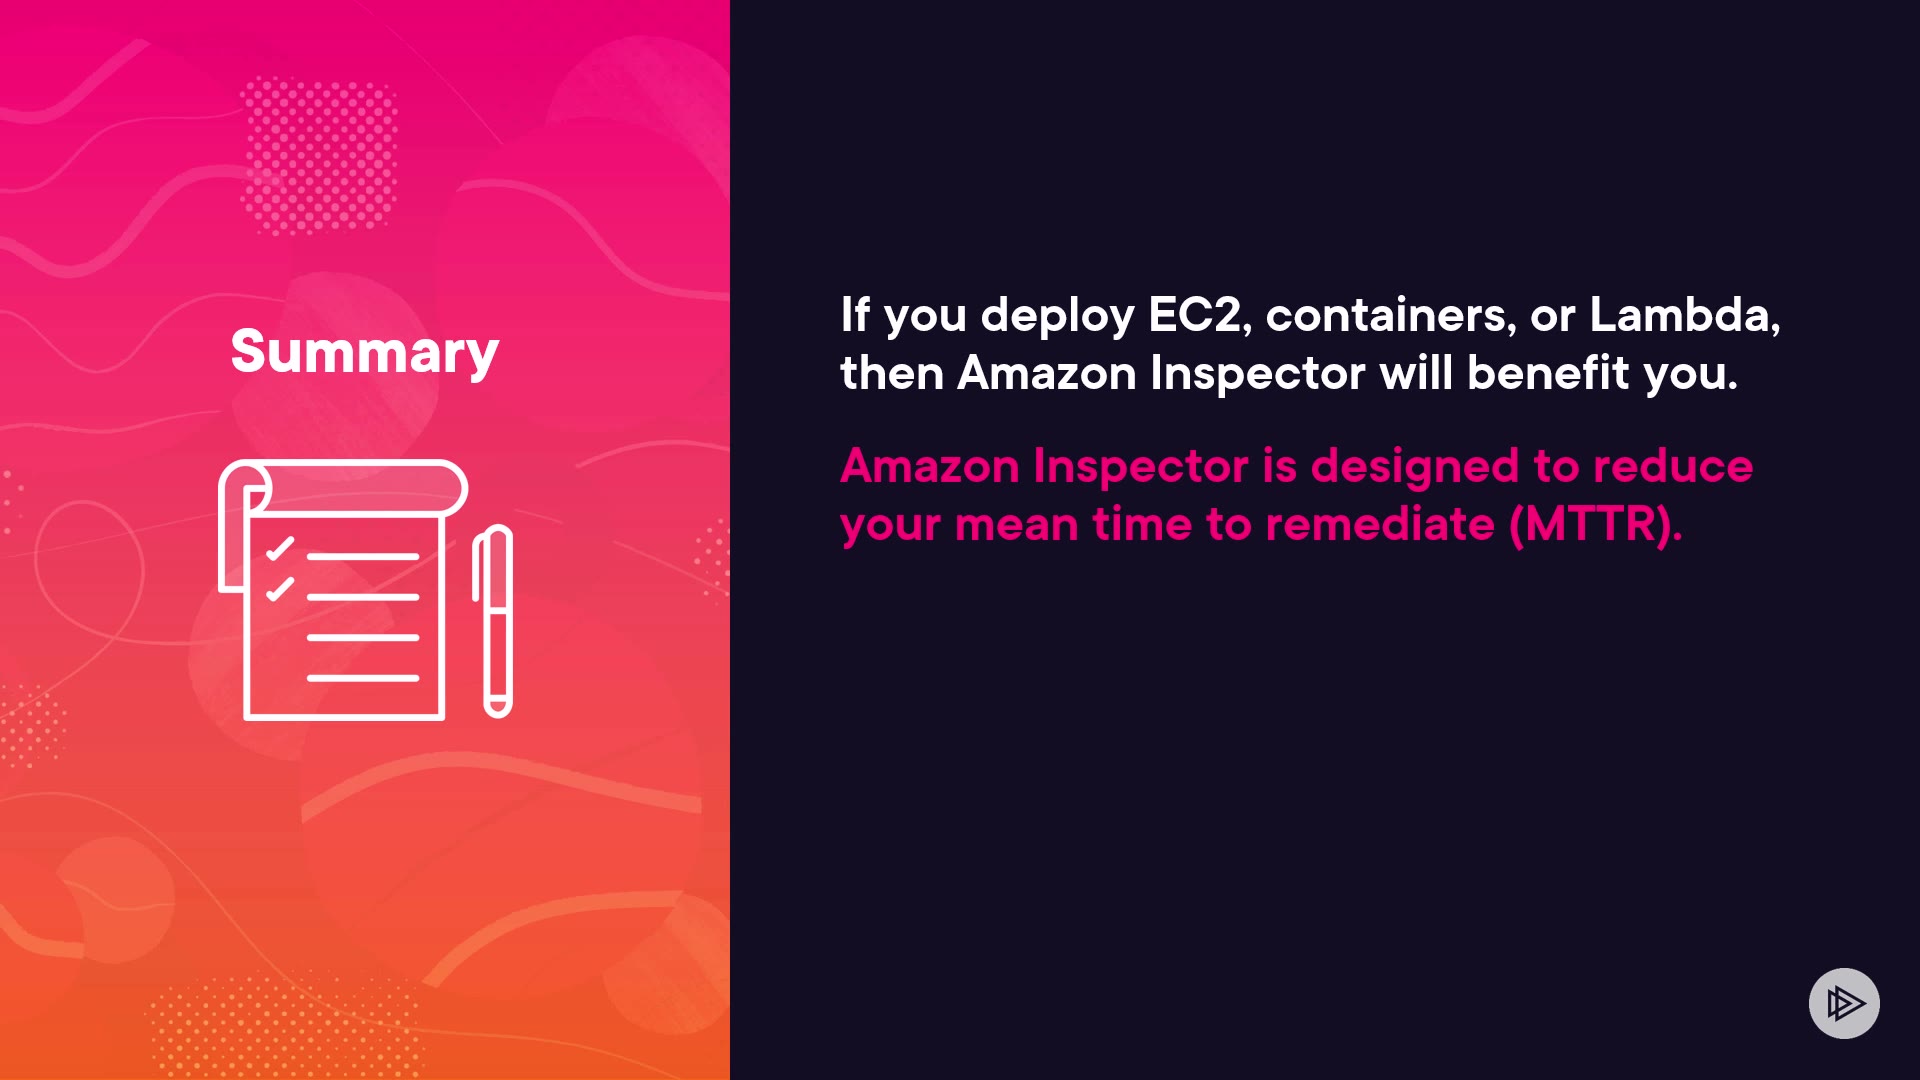 Summary
If you deploy EC2, containers, or Lambda,
then Amazon Inspector will benefit you.
Amazon Inspector is designed to reduce
your mean time to remediate (MTTR).